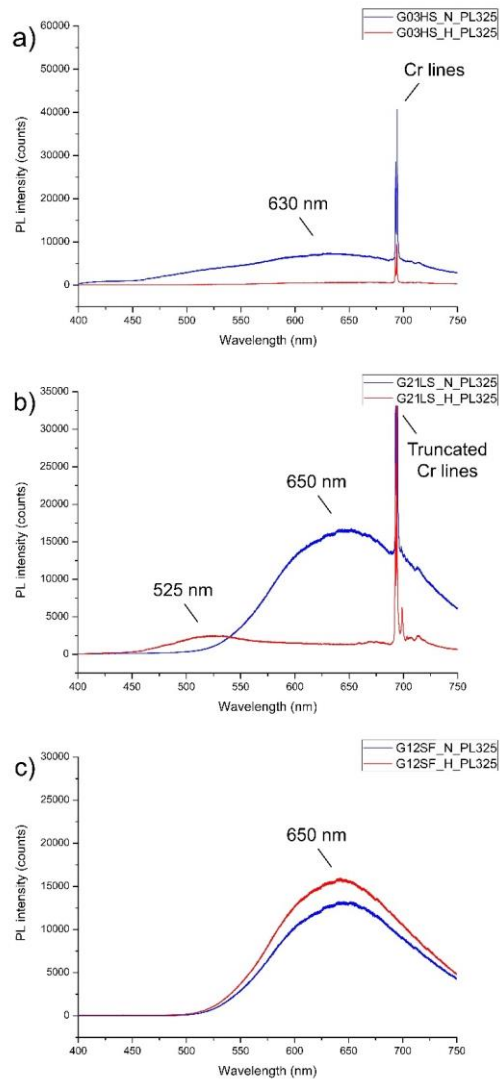 a)
G03HS_N_PL325
G03HS_H_PL325
Cr lines
630 nm
60000
50000
40000
30000
20000
10000
0
PL intensity (counts)
400 450 500 550 600 650 700 750
Wavelength (nm)
b)
G21LS_N_PL325
G21LS_H_PL325
Truncated
Cr lines
650 nm
525 nm
35000
30000
25000
20000
15000
10000
5000
0
PL intensity (counts)
400 450 500 550 600 650 700 750
Wavelength (nm)
c)
G12SF_N_PL325
G12SF_H_PL325
650 nm
30000
25000
20000
15000
10000
5000
0
PL intensity (counts)
400 450 500 550 600 650 700 750
Wavelength (nm)